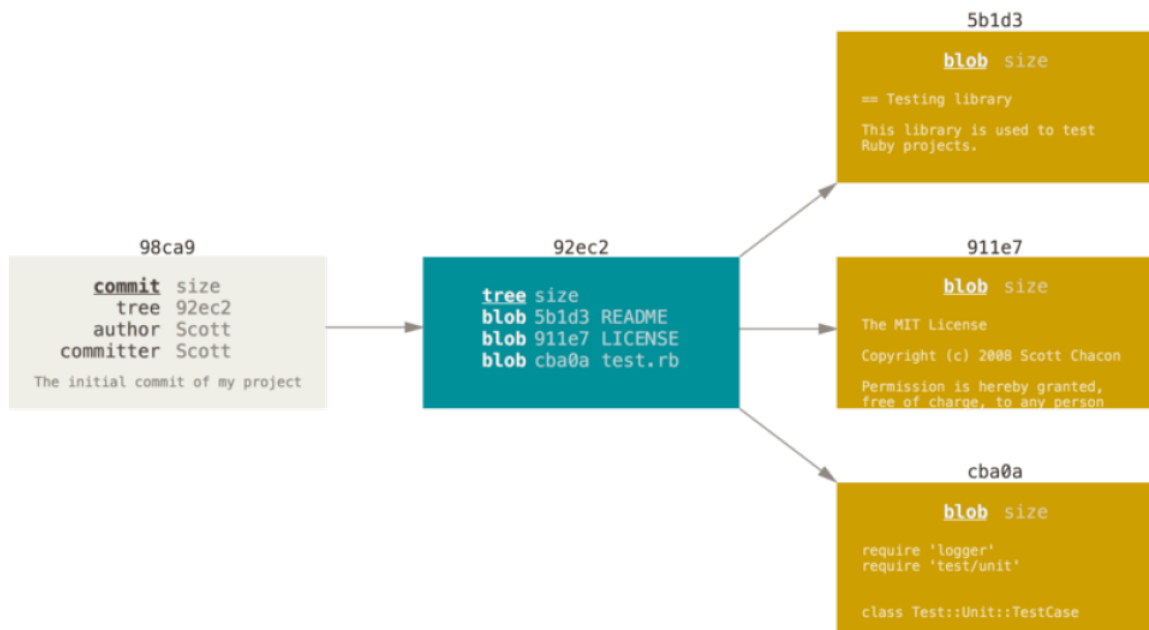 98ca9
commit size
tree 92ec2
author Scott
committer Scott
The initial commit of my project
92ec2
tree size
blob 5b1d3 README
blob 911e7 LICENSE
blob cba0a test.rb
5b1d3
blob size
== Testing library
This library is used to test
Ruby projects.
911e7
blob size
The MIT License
Copyright (c) 2008 Scott Chacon
Permission is hereby granted,
free of charge, to any person
cba0a
blob size
require 'logger'
require 'test/unit'
class Test::Unit::TestCase